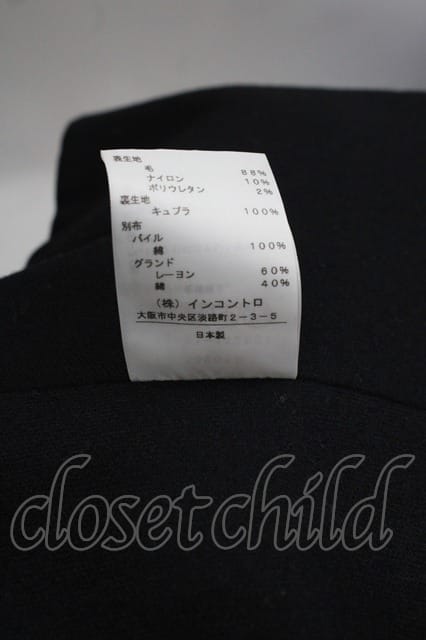 表生地
毛 88%
ナイロン 10%
ポリウレタン 2%
裏生地
キュプラ 100%
別布
パイル
綿 100%
グランド
レーヨン 60%
綿 40%
(株) インコントロ
大阪市中央区淡路町2-3-5
日本製
closetchild